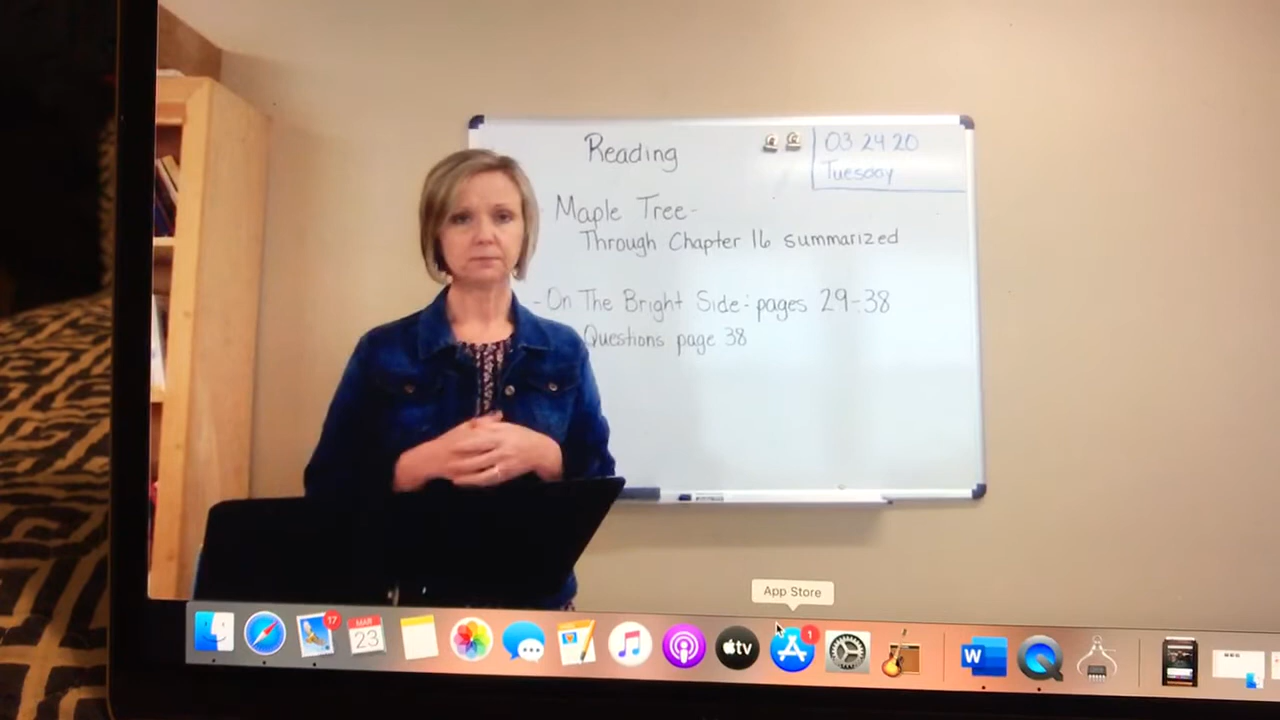 Reading
03 24 20
Tuesday
Maple Tree-
Through Chapter 16 summarized
-On The Bright Side: pages 29-38
Questions page 38
App Store
17
MAR
23
tv
1
W